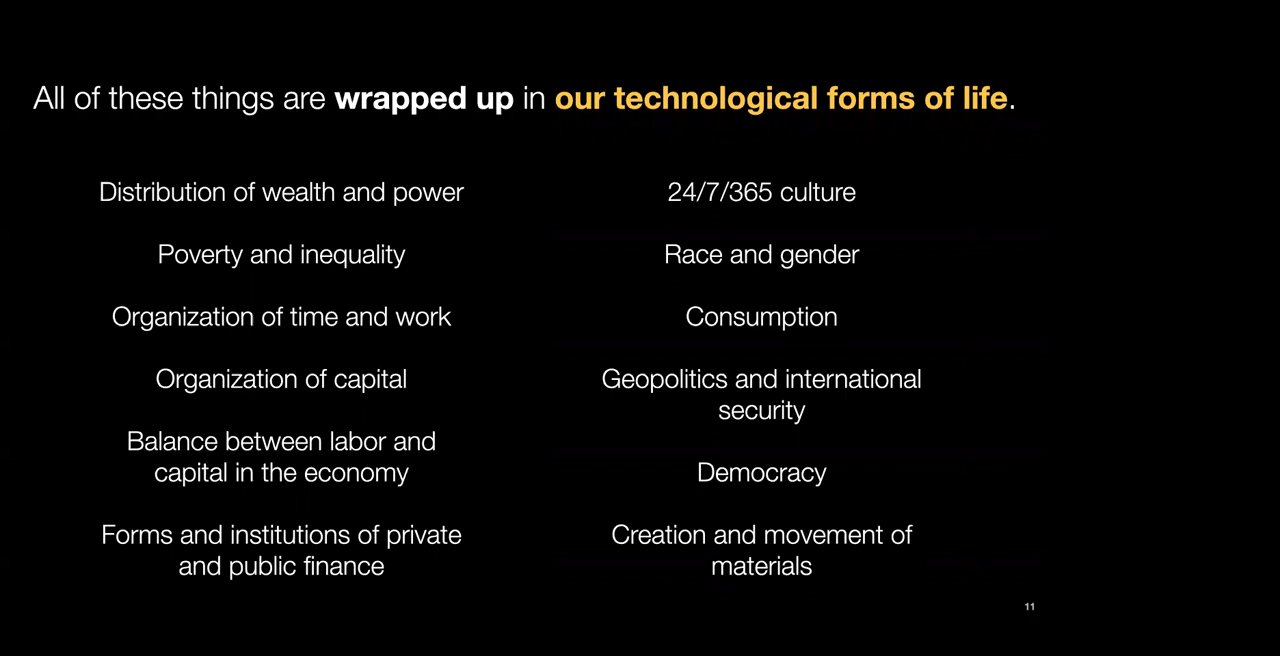 All of these things are wrapped up in our technological forms of life.
Distribution of wealth and power
Poverty and inequality
Organization of time and work
Organization of capital
Balance between labor and
capital in the economy
Forms and institutions of private
and public finance
24/7/365 culture
Race and gender
Consumption
Geopolitics and international
security
Democracy
Creation and movement of
materials
11